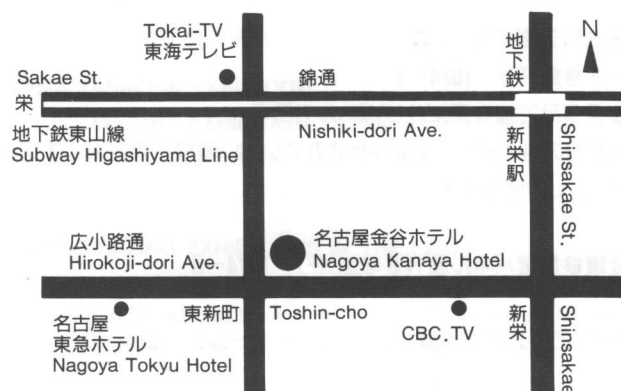 Tokai-TV
東海テレビ
N
Sakae St.
栄
錦通
地下鉄
地下鉄東山線
Subway Higashiyama Line
Nishiki-dori Ave.
新栄駅
Shinsakae St.
広小路通
Hirokoji-dori Ave.
名古屋金谷ホテル
Nagoya Kanaya Hotel
名古屋
東急ホテル
Nagoya Tokyu Hotel
東新町
Toshin-cho
CBC.TV
新栄
Shinsakae